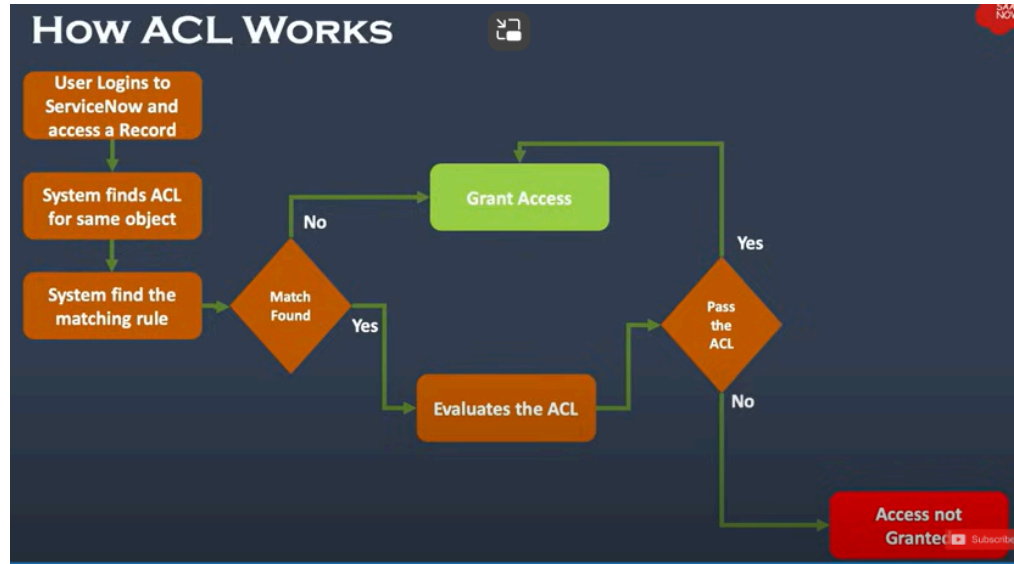 HOW ACL WORKS
User Logins to
ServiceNow and
access a Record
System finds ACL
for same object
System find the
matching rule
Match
Found
No
Yes
Grant Access
Evaluates the ACL
Pass
the
ACL
Yes
No
Access not
Granted
Subscribe